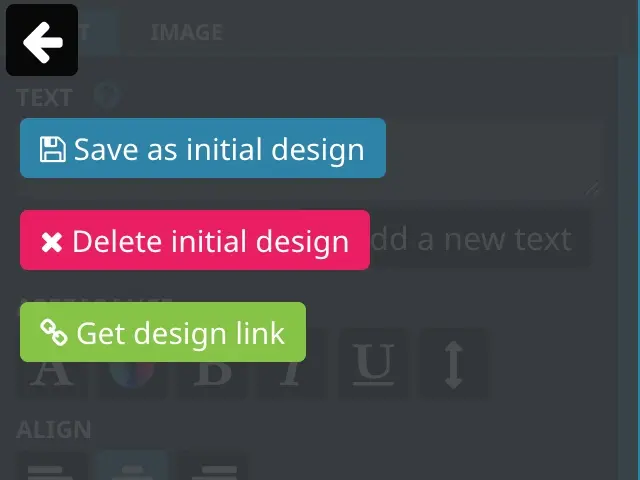 IMAGE
TEXT
Save as initial design
Delete initial design
dd a new text
Get design link
A B I U
ALIGN